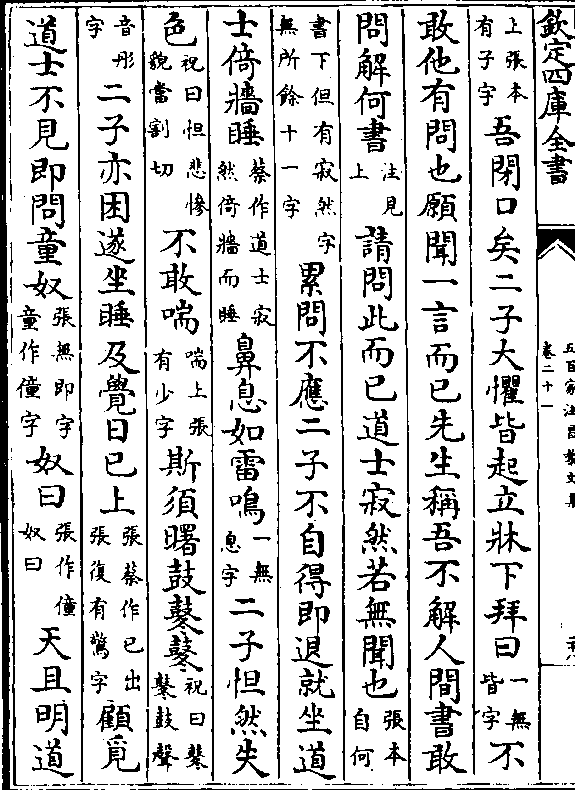 欽定四庫全書
五百家注昌黎文集
卷二十一
上張本有子字吾閉口矣二子大懼皆起立牀下拜曰一無皆字不
敢他有問也願聞一言而已先生稱吾不解人間書敢
問解何書注見上請問此而已道士寂然若無聞也張本自何
書下但有寂然字無所餘十一字累問不應二子不自得即退就坐道
士倚牆睡蔡作道士寂然倚牆而睡鼻息如雷鳴一無息字二子怛然失
色祝曰怛悲慘貌當割切不敢喘喘上張有少字斯須曙鼓鼕鼕祝曰鼕鼕鼓聲
音彤字二子亦困遂坐睡及覺日已上張蔡作已出張復有驚字顧覓
道士不見即問童奴張無即字童作僮字奴曰張作僮奴曰天且明道